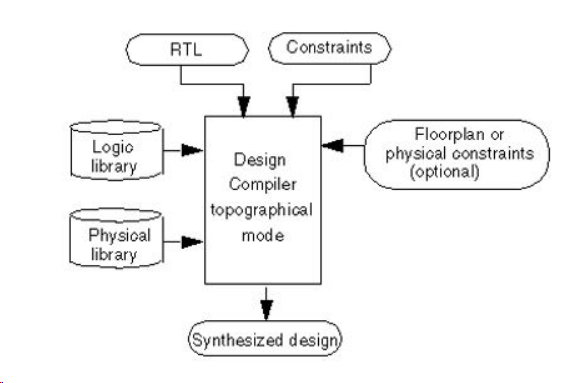 RTL
Constraints
Logic
library
Design
Compiler
topographical
mode
Floorplan or
physical constraints
(optional)
Physical
library
Synthesized design